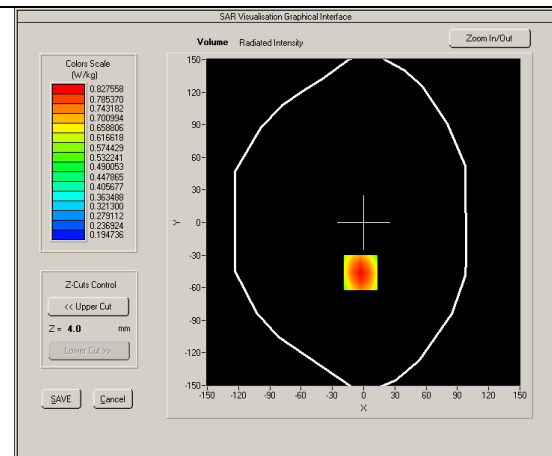 SAR Visualisation Graphical Interface
Volume Radiated Intensity
Zoom In/Out
Colors Scale
(W/kg)
0.827558
0.785370
0.743182
0.700994
0.658806
0.616618
0.574429
0.532241
0.490053
0.447865
0.405677
0.363488
0.321300
0.279112
0.236924
0.194736
Z-Cuts Control
<< Upper Cut
Z = 4.0 mm
Lower Cut >>
SAVE
Cancel
150
120
90
60
30
0
-30
-60
-90
-120
-150
Y
-150 -120 -90 -60 -30 0 30 60 90 120 150
X